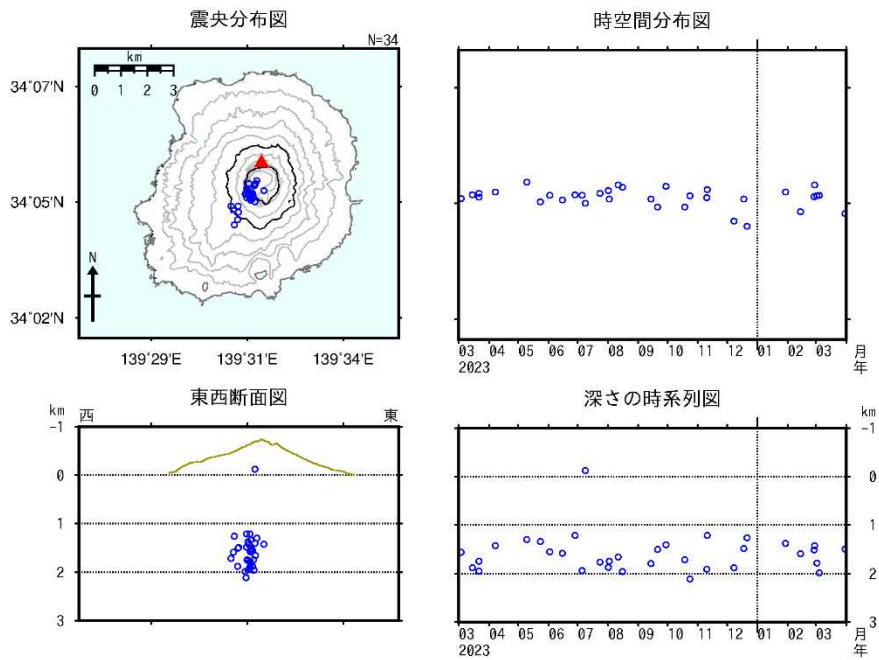 震央分布図
N=34
km
0 1 2 3
34°07'N
34°05'N
34°02'N
N
139°29'E 139°31'E 139°34'E
時空間分布図
03 04 05 06 07 08 09 10 11 12 01 02 03 月
2023 年
東西断面図
km 西 東
-1
0
1
2
3
深さの時系列図
km
-1
0
1
2
3
03 04 05 06 07 08 09 10 11 12 01 02 03 月
2023 年